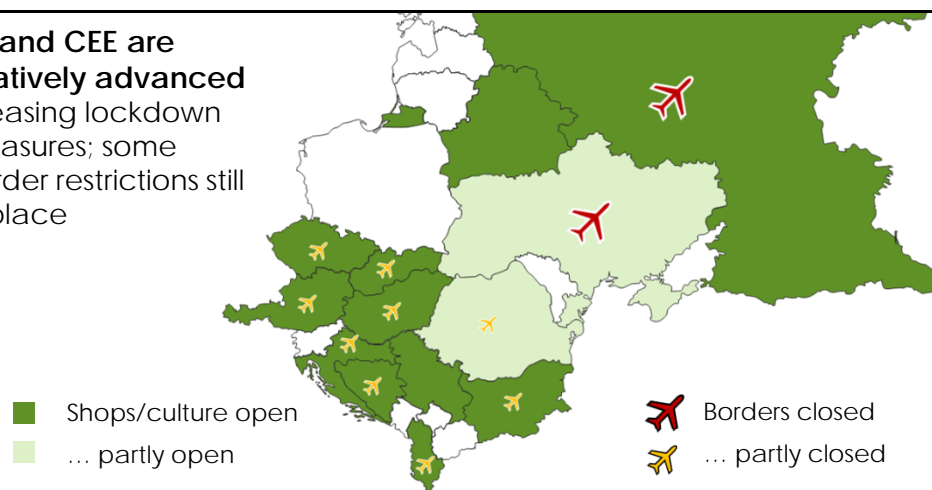 and CEE are
atively advanced
easing lockdown
asures; some
rder restrictions still
place
Shops/culture open
... partly open
Borders closed
... partly closed